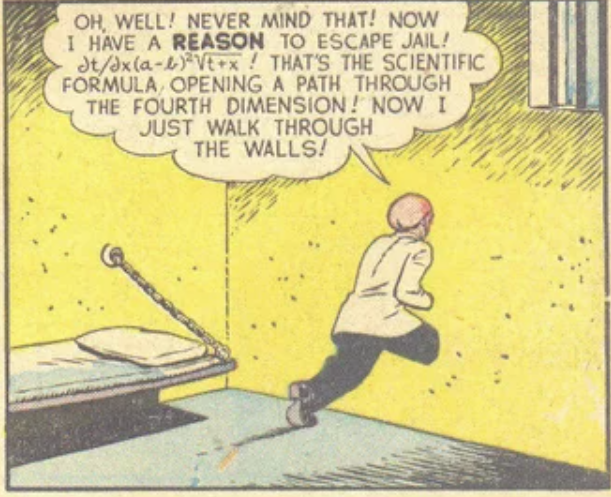 OH, WELL! NEVER MIND THAT! NOW
I HAVE A REASON TO ESCAPE JAIL!
∂t/∂x(a-b)²√t+x ! THAT'S THE SCIENTIFIC
FORMULA, OPENING A PATH THROUGH
THE FOURTH DIMENSION! NOW I
JUST WALK THROUGH
THE WALLS!